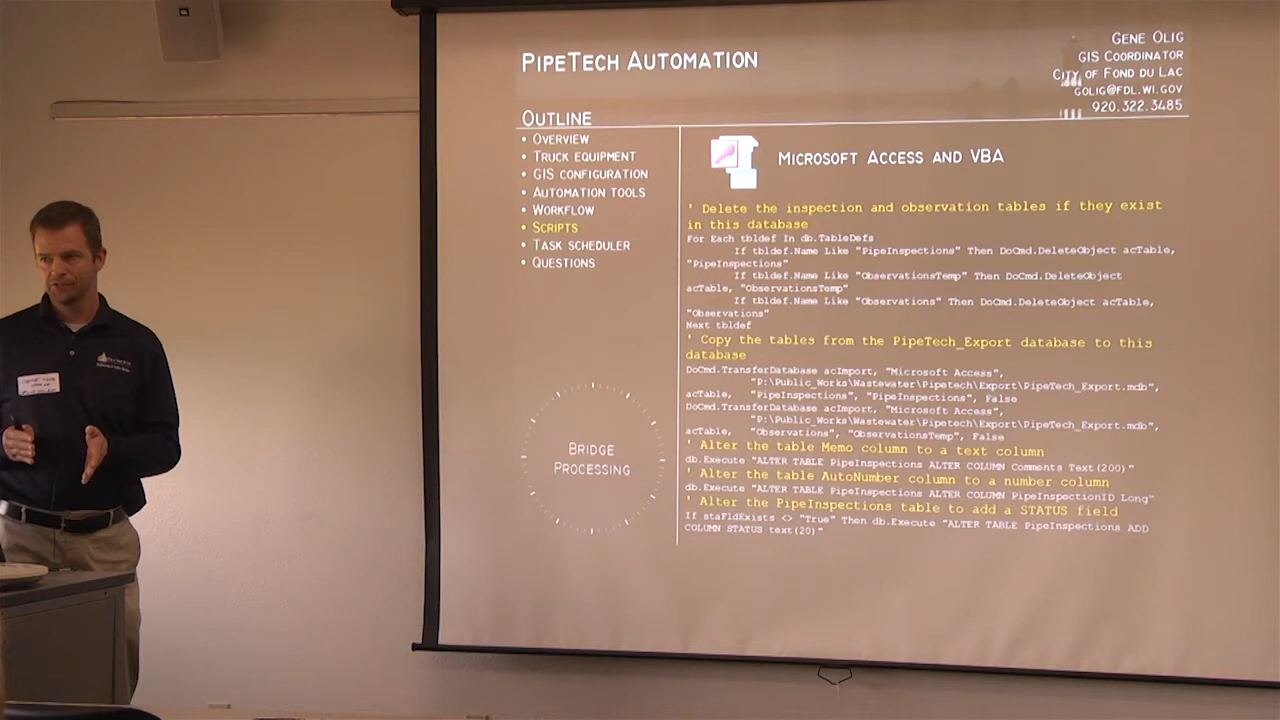 PipeTech Automation
Gene Olig
GIS Coordinator
City of Fond du Lac
golig@fdl.wi.gov
920.322.3485
Outline
• Overview
• Truck equipment
• GIS configuration
• Automation tools
• Workflow
• Scripts
• Task scheduler
• Questions
Bridge
Processing
Microsoft Access and VBA
' Delete the inspection and observation tables if they exist
in this database
For Each tbldef In db.TableDefs
If tbldef.Name Like "PipeInspections" Then DoCmd.DeleteObject acTable,
"PipeInspections"
If tbldef.Name Like "ObservationsTemp" Then DoCmd.DeleteObject
acTable, "ObservationsTemp"
If tbldef.Name Like "Observations" Then DoCmd.DeleteObject acTable,
"Observations"
Next tbldef
' Copy the tables from the PipeTech_Export database to this
database
DoCmd.TransferDatabase acImport, "Microsoft Access",
"P:\Public_Works\Wastewater\Pipetech\Export\PipeTech_Export.mdb",
acTable, "PipeInspections", "PipeInspections", False
DoCmd.TransferDatabase acImport, "Microsoft Access",
"P:\Public_Works\Wastewater\Pipetech\Export\PipeTech_Export.mdb",
acTable, "Observations", "ObservationsTemp", False
' Alter the table Memo column to a text column
db.Execute "ALTER TABLE PipeInspections ALTER COLUMN Comments Text(200)"
' Alter the table AutoNumber column to a number column
db.Execute "ALTER TABLE PipeInspections ALTER COLUMN PipeInspectionID Long"
' Alter the PipeInspections table to add a STATUS field
If staFldExists <> "True" Then db.Execute "ALTER TABLE PipeInspections ADD
COLUMN STATUS text(20)"